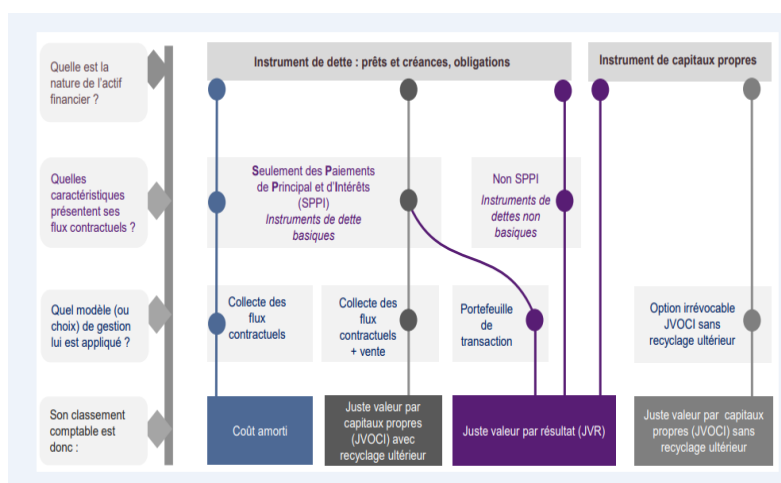 Quelle est la
nature de l'actif
financier ?
Instrument de dette : prêts et créances, obligations
Instrument de capitaux propres
Quelles
caractéristiques
présentent ses
flux contractuels ?
Seulement des Paiements
de Principal et d'Intérêts
(SPPI)
Instruments de dette
basiques
Non SPPI
Instruments de
dettes non
basiques
Quel modèle (ou
choix) de gestion
lui est appliqué ?
Collecte des
flux
contractuels
Collecte des
flux
contractuels
+ vente
Portefeuille
de
transaction
Option irrévocable
JVOCI sans
recyclage ultérieur
Son classement
comptable est
donc :
Coût amorti
Juste valeur par
capitaux propres
(JVOCI) avec
recyclage ultérieur
Juste valeur par résultat (JVR)
Juste valeur par capitaux
propres (JVOCI) sans
recyclage ultérieur